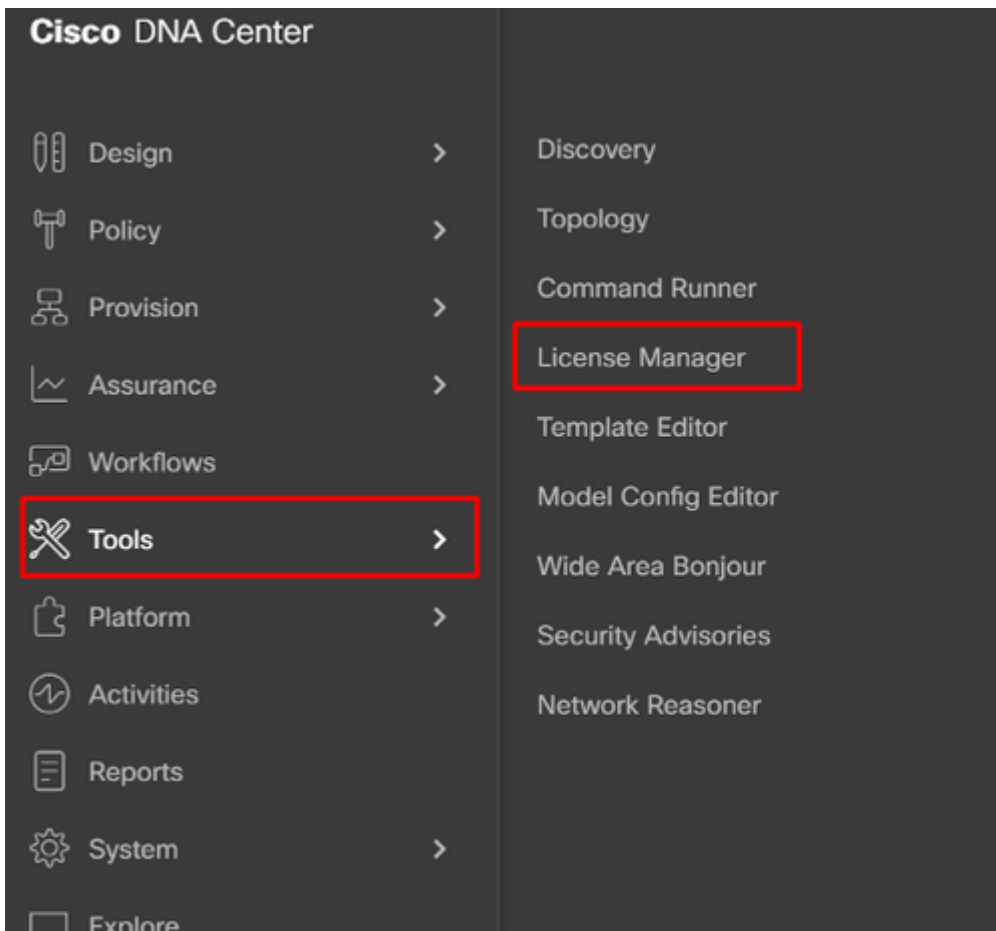 Cisco DNA Center
Design
Policy
Provision
Assurance
Workflows
Tools
Platform
Activities
Reports
System
Explore
Discovery
Topology
Command Runner
License Manager
Template Editor
Model Config Editor
Wide Area Bonjour
Security Advisories
Network Reasoner